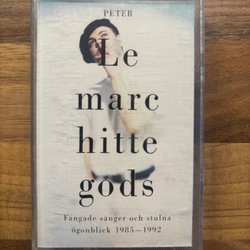 PETER
Le
marc
hitte
gods
Fångade sånger och stulna
ögonblick 1985—1992